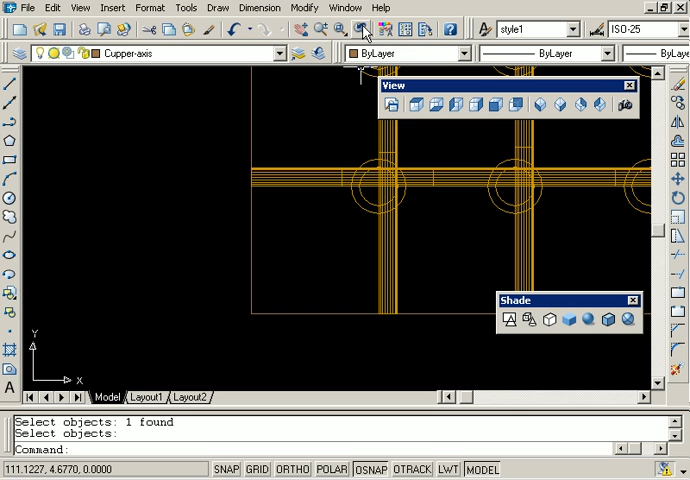 File Edit View Insert Format Tools Draw Dimension Modify Window Help
style1 ISO-25
Cupper-axis ByLayer ByLayer ByLayer
View
Shade
Y
X
Model Layout1 Layout2
Select objects: 1 found
Select objects:
Command:
111.1227, 4.6770, 0.0000 SNAP GRID ORTHO POLAR OSNAP OTRACK LWT MODEL